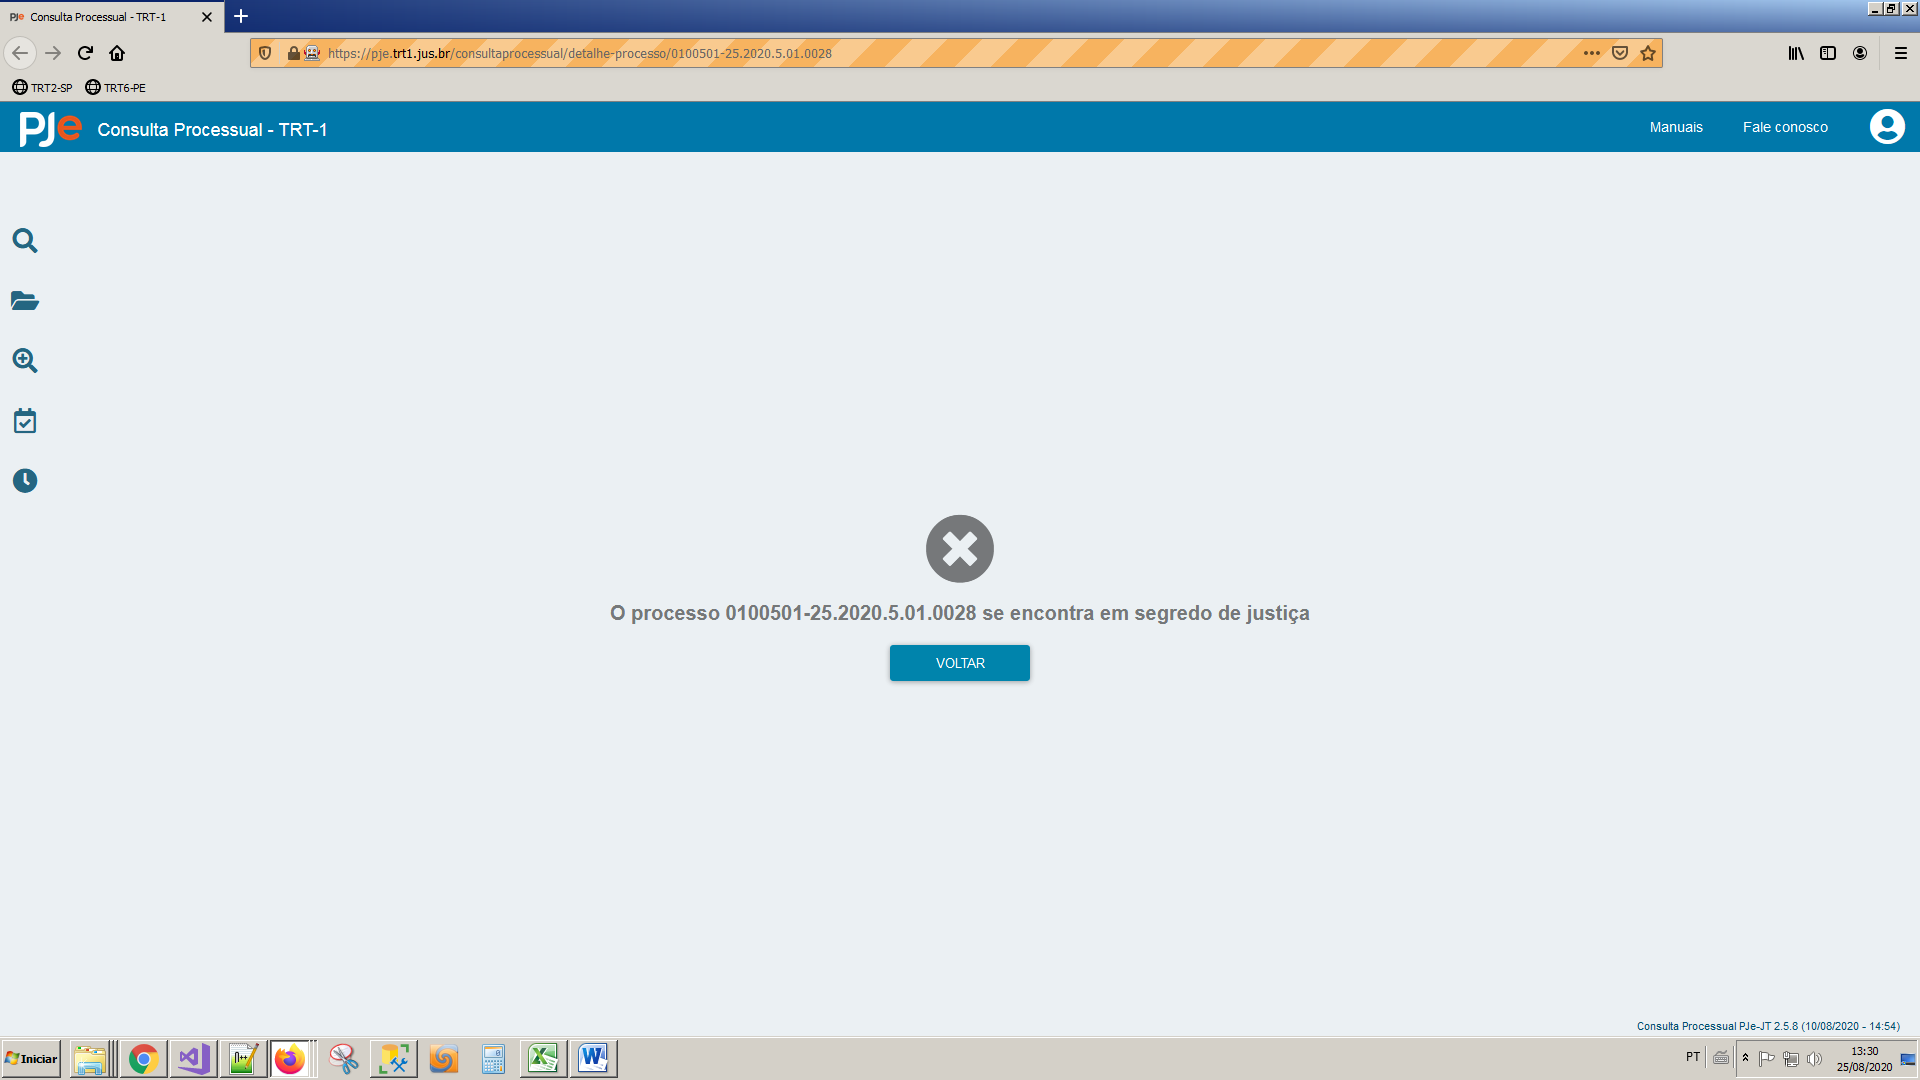 PJe Consulta Processual - TRT-1
https://pje.trt1.jus.br/consultaprocessual/detalhe-processo/0100501-25.2020.5.01.0028
TRT2-SP TRT6-PE
PJe Consulta Processual - TRT-1 Manuais Fale conosco
O processo 0100501-25.2020.5.01.0028 se encontra em segredo de justiça
VOLTAR
Consulta Processual PJe-JT 2.5.8 (10/08/2020 - 14:54)
Iniciar PT 13:30
25/08/2020